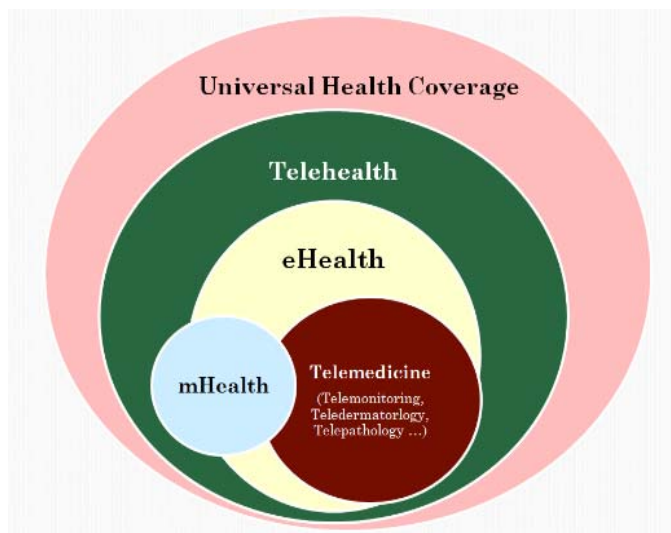 Universal Health Coverage
Telehealth
eHealth
mHealth
Telemedicine
(Telemonitoring,
Teledermatorlogy,
Telepathology ...)